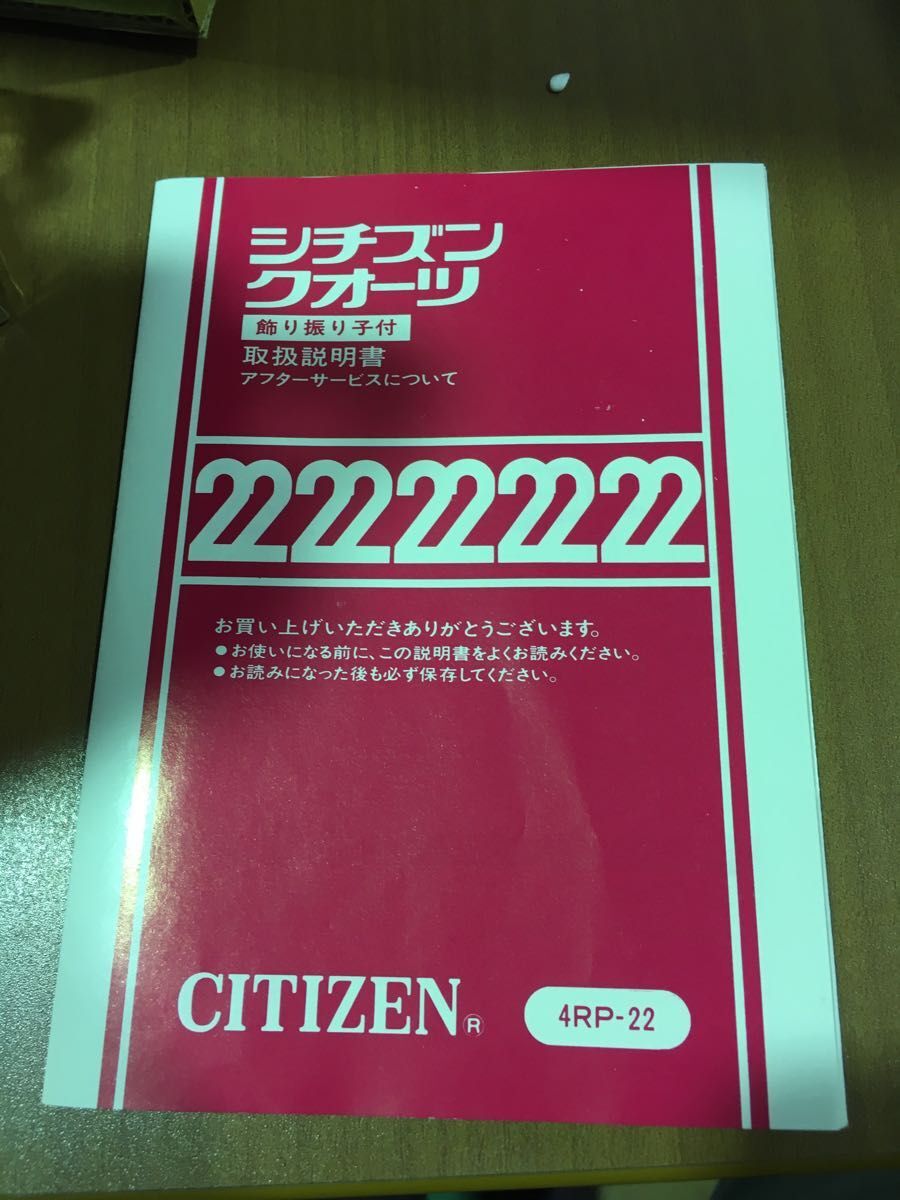 シチズン
クオーツ
飾り振り子付
取扱説明書
アフターサービスについて
22 22 22 22 22
お買い上げいただきありがとうございます。
●お使いになる前に、この説明書をよくお読みください。
●お読みになった後も必ず保存してください。
CITIZEN®
4RP-22